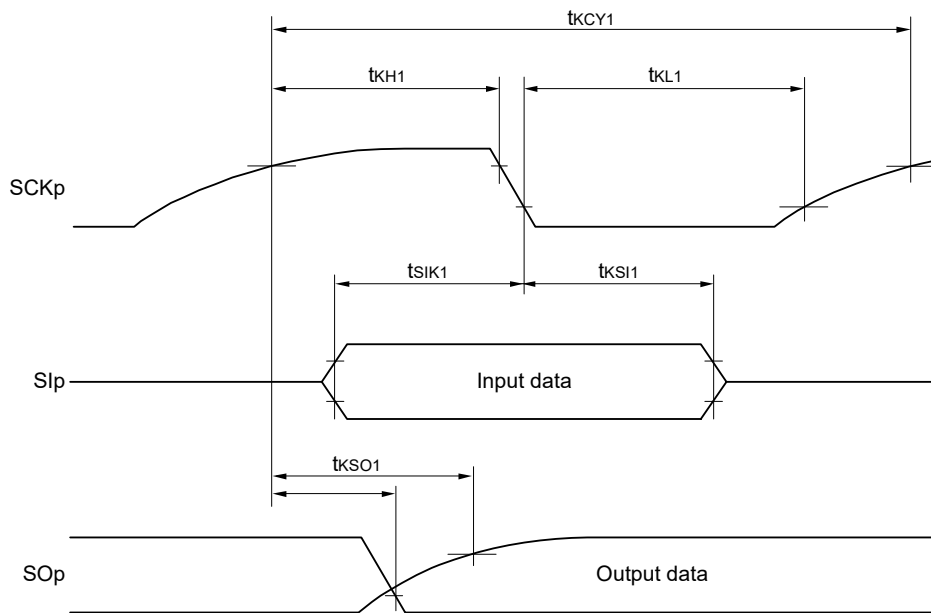 tKCY1
tKH1
tKL1
SCKp
tSIK1
tKSI1
SIp
Input data
tKSO1
SOp
Output data